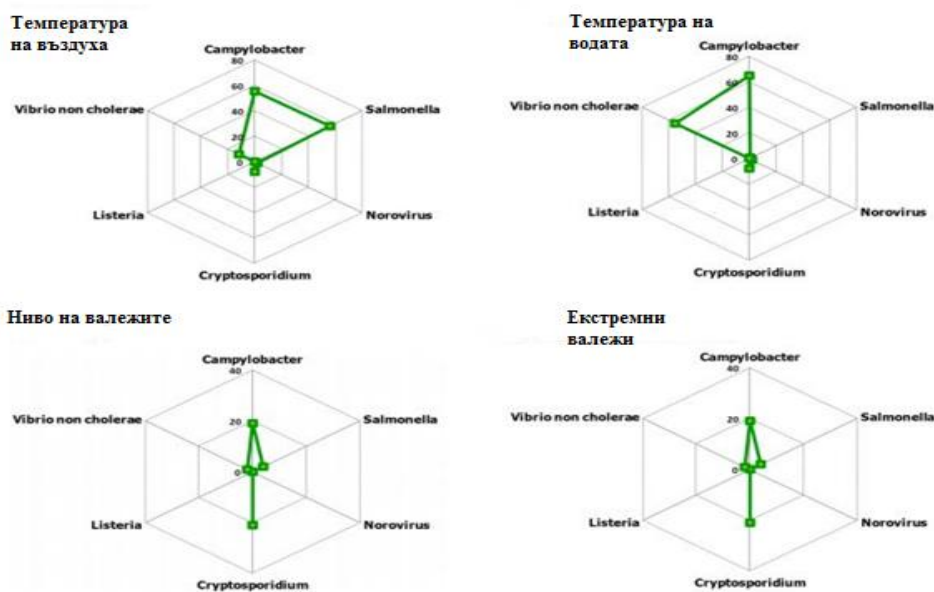 Температура
на въздуха
Campylobacter
80
60
40
20
0
Vibrio non cholerae
Salmonella
Listeria
Norovirus
Cryptosporidium
Температура на
водата
Campylobacter
80
60
40
20
0
Vibrio non cholerae
Salmonella
Listeria
Norovirus
Cryptosporidium
Ниво на валежите
Campylobacter
40
20
0
Vibrio non cholerae
Salmonella
Listeria
Norovirus
Cryptosporidium
Екстремни
валежи
Campylobacter
40
20
0
Vibrio non cholerae
Salmonella
Listeria
Norovirus
Cryptosporidium